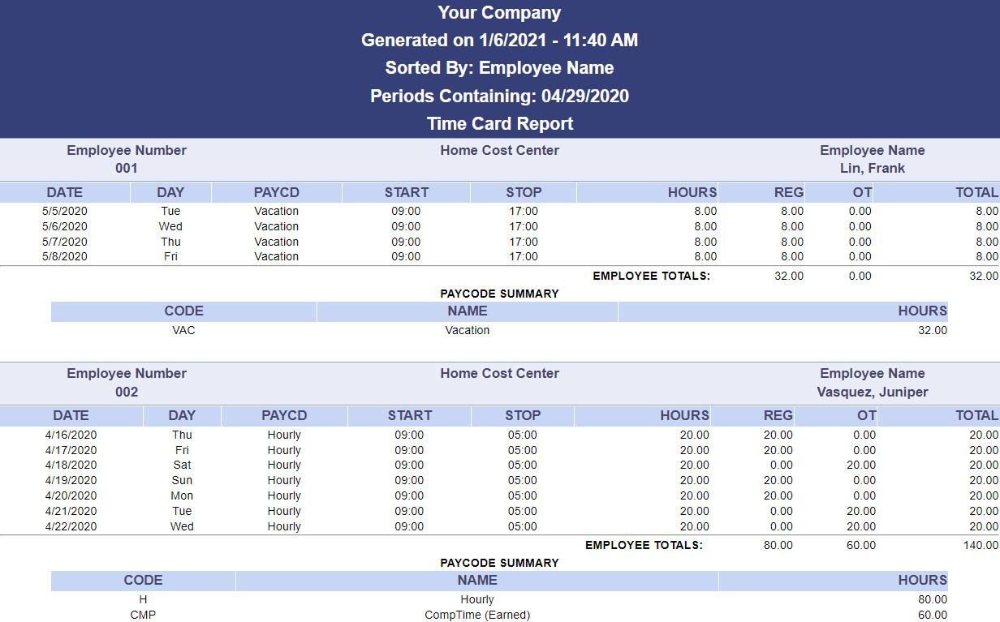 Your Company
Generated on 1/6/2021 - 11:40 AM
Sorted By: Employee Name
Periods Containing: 04/29/2020
Time Card Report
Employee Number Home Cost Center Employee Name
001 Lin, Frank
DATE DAY PAYCD START STOP HOURS REG OT TOTAL
5/5/2020 Tue Vacation 09:00 17:00 8.00 8.00 0.00 8.00
5/6/2020 Wed Vacation 09:00 17:00 8.00 8.00 0.00 8.00
5/7/2020 Thu Vacation 09:00 17:00 8.00 8.00 0.00 8.00
5/8/2020 Fri Vacation 09:00 17:00 8.00 8.00 0.00 8.00
EMPLOYEE TOTALS: 32.00 0.00 32.00
PAYCODE SUMMARY
CODE NAME HOURS
VAC Vacation 32.00
Employee Number Home Cost Center Employee Name
002 Vasquez, Juniper
DATE DAY PAYCD START STOP HOURS REG OT TOTAL
4/16/2020 Thu Hourly 09:00 05:00 20.00 20.00 0.00 20.00
4/17/2020 Fri Hourly 09:00 05:00 20.00 20.00 0.00 20.00
4/18/2020 Sat Hourly 09:00 05:00 20.00 0.00 20.00 20.00
4/19/2020 Sun Hourly 09:00 05:00 20.00 20.00 0.00 20.00
4/20/2020 Mon Hourly 09:00 05:00 20.00 20.00 0.00 20.00
4/21/2020 Tue Hourly 09:00 05:00 20.00 0.00 20.00 20.00
4/22/2020 Wed Hourly 09:00 05:00 20.00 0.00 20.00 20.00
EMPLOYEE TOTALS: 80.00 60.00 140.00
PAYCODE SUMMARY
CODE NAME HOURS
H Hourly 80.00
CMP CompTime (Earned) 60.00